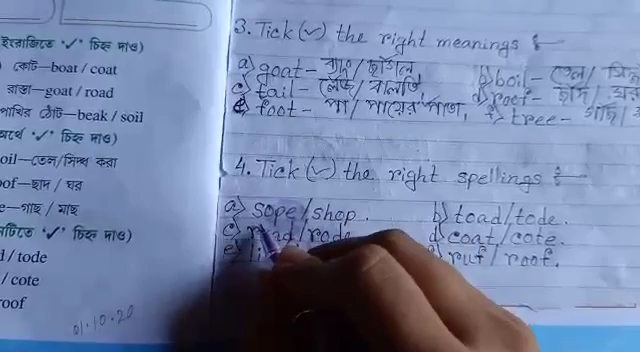 ইংরেজিতে '✓' চিহ্ন দাও)
কোট—boat / coat
রাস্তা—goat / road
পাখির ঠোঁট—beak / soil
অর্থে '✓' চিহ্ন দাও)
oil—তেল/সিদ্ধ করা
oof—ছাদ / ঘর
e—গাছ / মাছ
টিতে '✓' চিহ্ন দাও)
d / tode
/ cote
roof
01.10.20
3. Tick (✓) the right meanings :-
a) goat - ব্যাঙ / ছাগল
b) boil - তেল /
c) tail - লেজ / বালতি,
d) roof - ছাদ /
e) foot - পা / পায়ের পাতা,
f) tree - গাছ /
4. Tick (✓) the right spellings :-
a) sope / shop.
b) toad / tode.
c) / rode
d) coat / cote.
e)
ruf / roof.